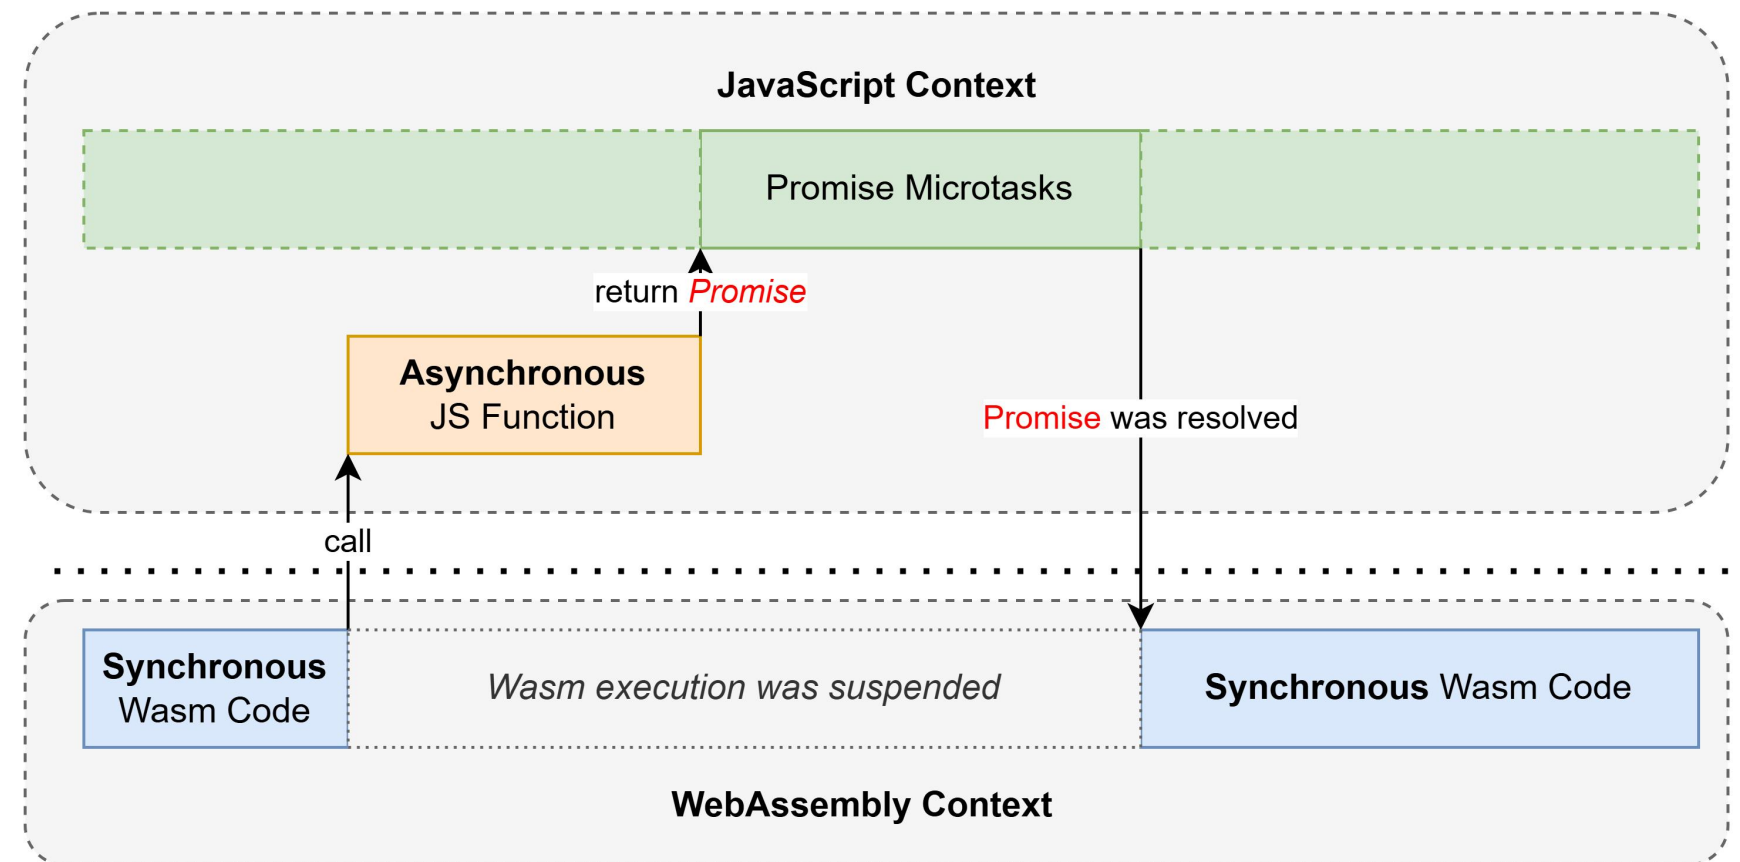 JavaScript Context
Promise Microtasks
return Promise
Asynchronous
JS Function
Promise was resolved
call
Synchronous
Wasm Code
Wasm execution was suspended
Synchronous Wasm Code
WebAssembly Context